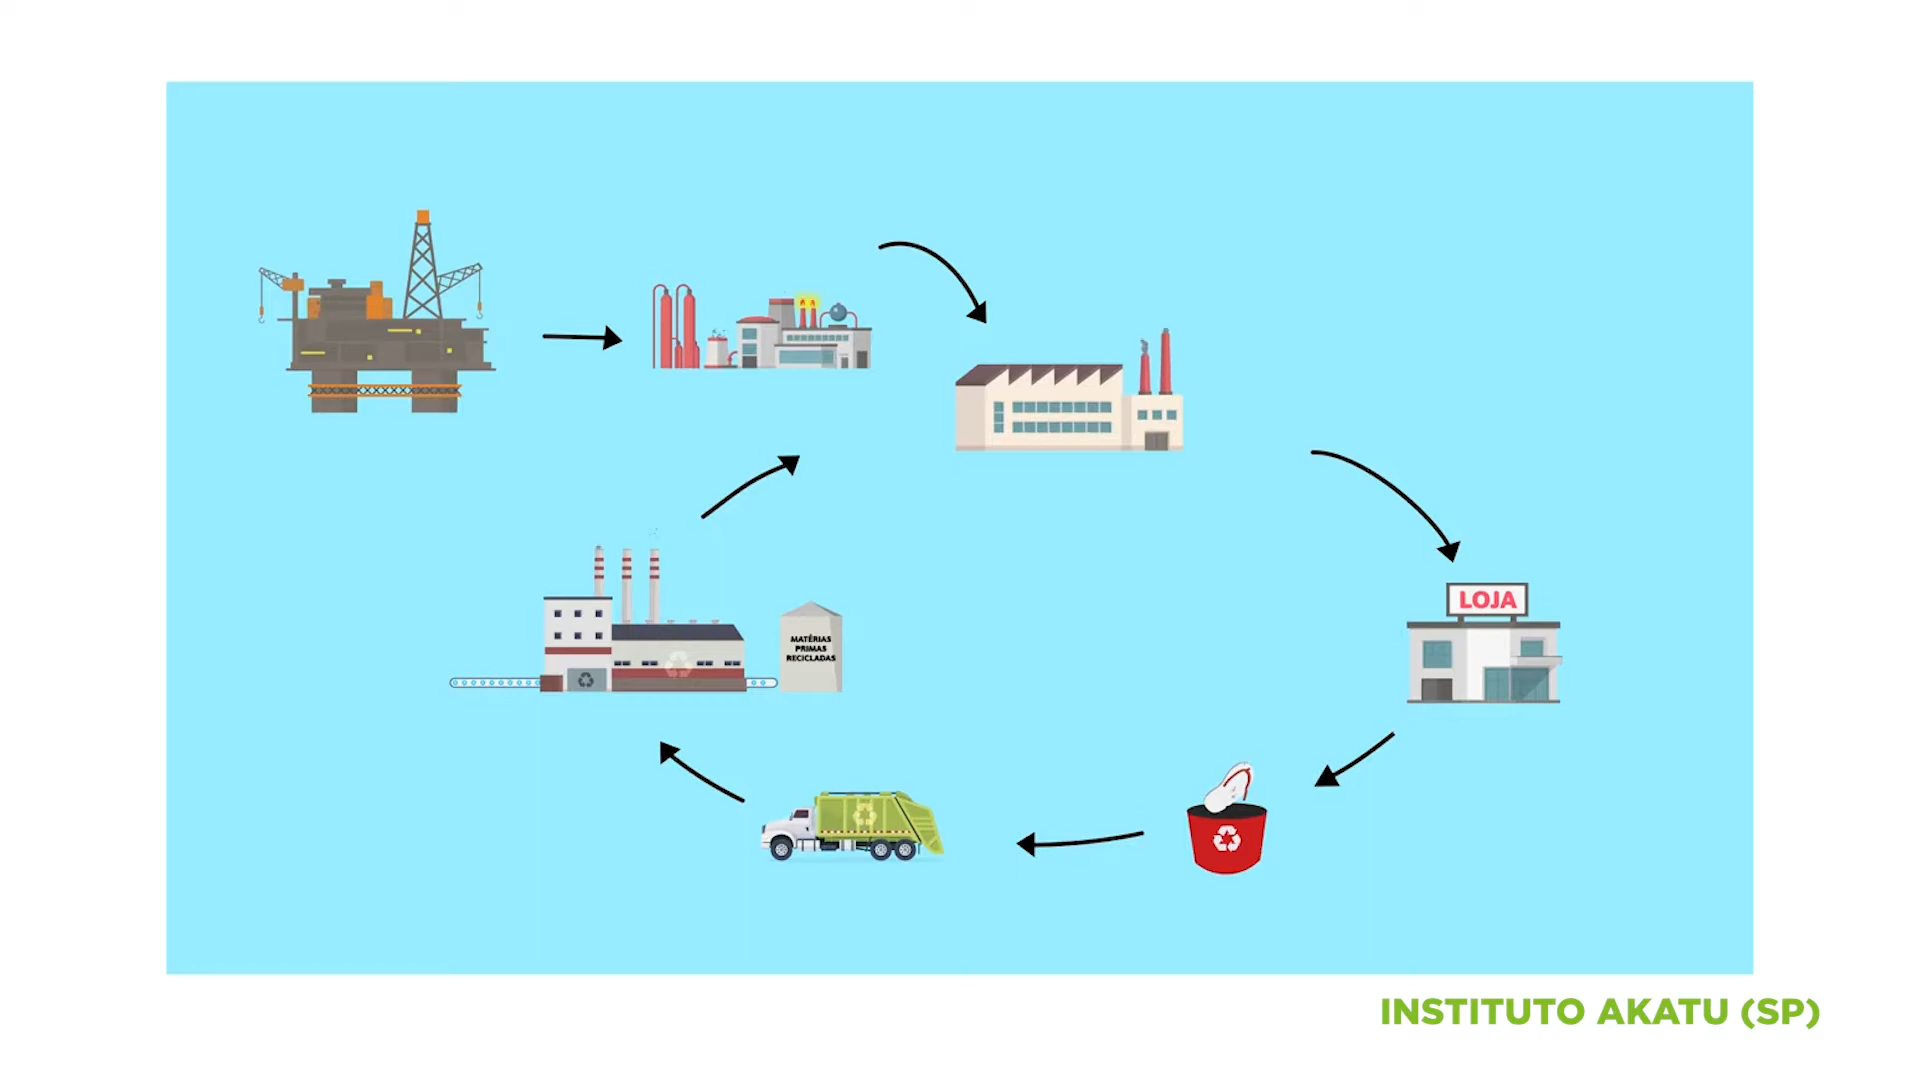 LOJA
MATÉRIAS
PRIMAS
RECICLADAS
INSTITUTO AKATU (SP)